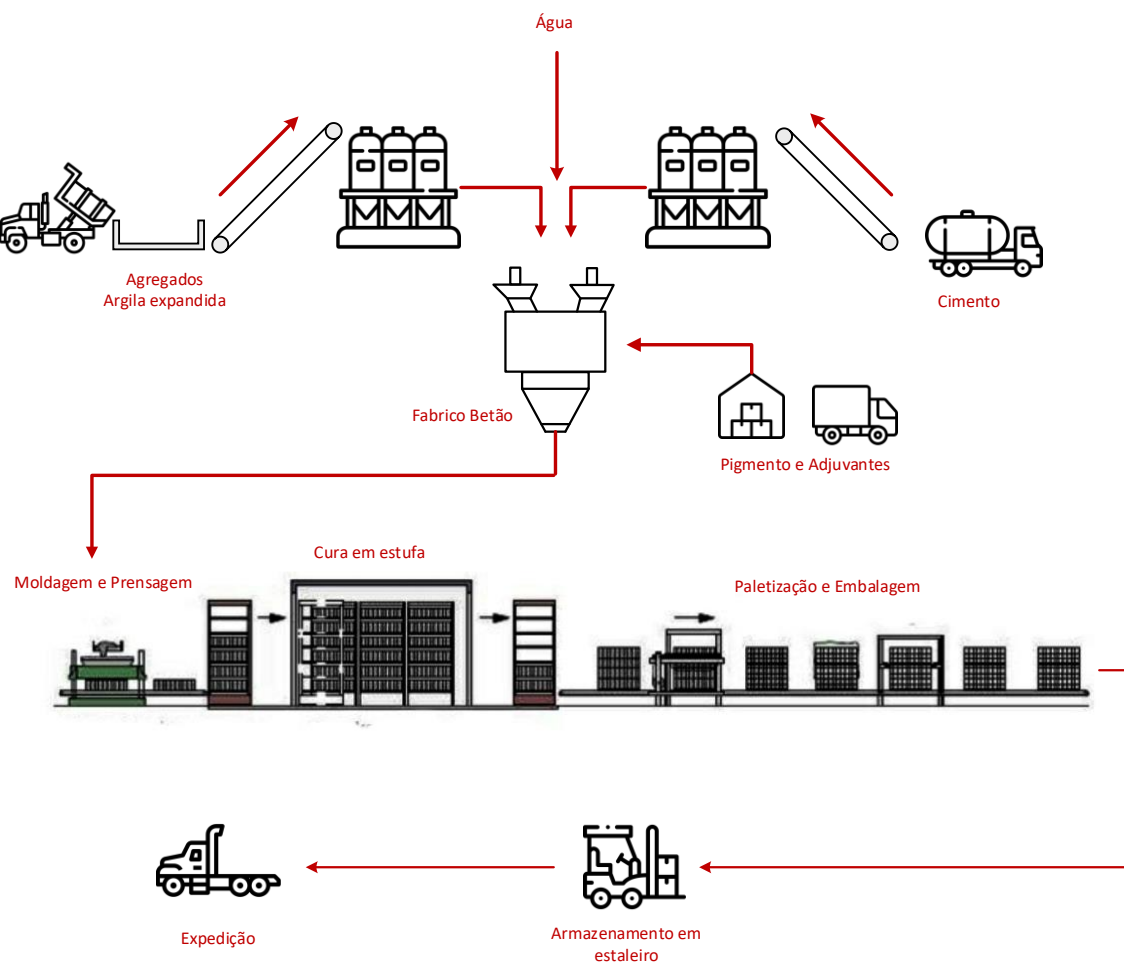 Água
Agregados
Argila expandida
Cimento
Fabrico Betão
Pigmento e Adjuvantes
Cura em estufa
Moldagem e Prensagem
Paletização e Embalagem
Expedição
Armazenamento em
estaleiro